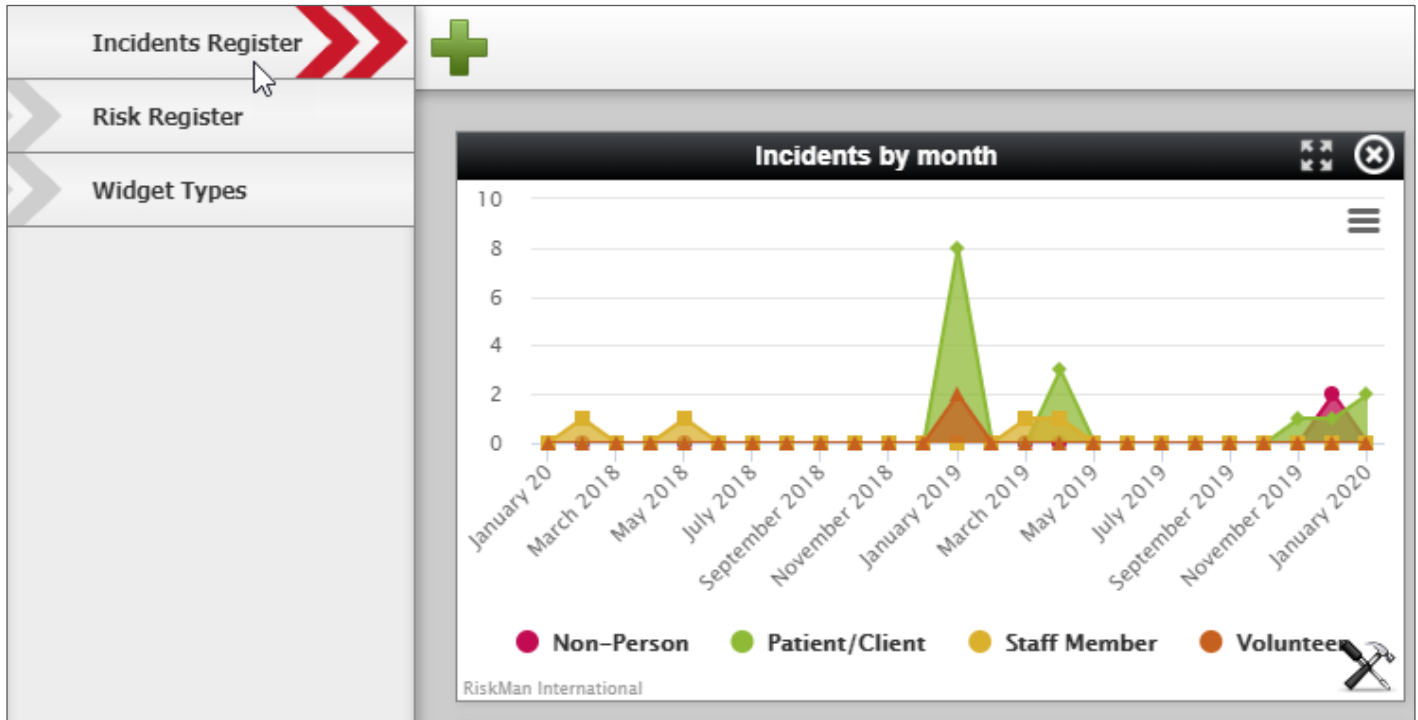 Incidents Register
Risk Register
Widget Types
Incidents by month
10
8
6
4
2
0
January 20
March 2018
May 2018
July 2018
September 2018
November 2018
January 2019
March 2019
May 2019
July 2019
September 2019
November 2019
January 2020
Non-Person Patient/Client Staff Member Volunteer
RiskMan International